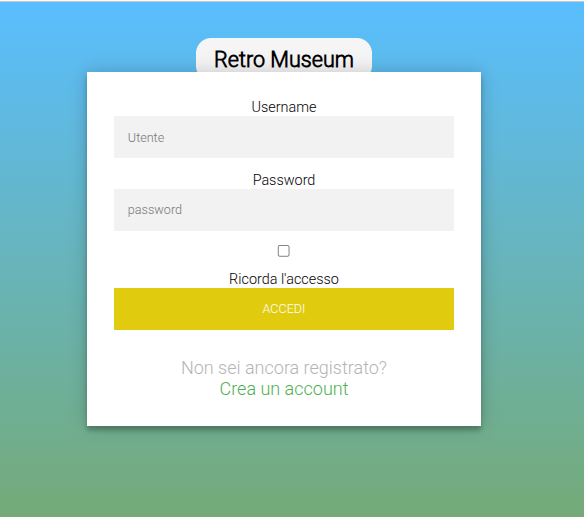 Retro Museum
Username
Utente
Password
password
Ricorda l'accesso
ACCEDI
Non sei ancora registrato?
Crea un account